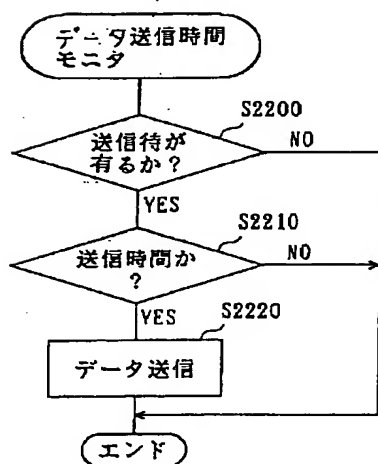 データ送信時間
モニタ
S2200
送信待が
有るか？
NO
YES
S2210
送信時間か
？
NO
YES
S2220
データ送信
エンド